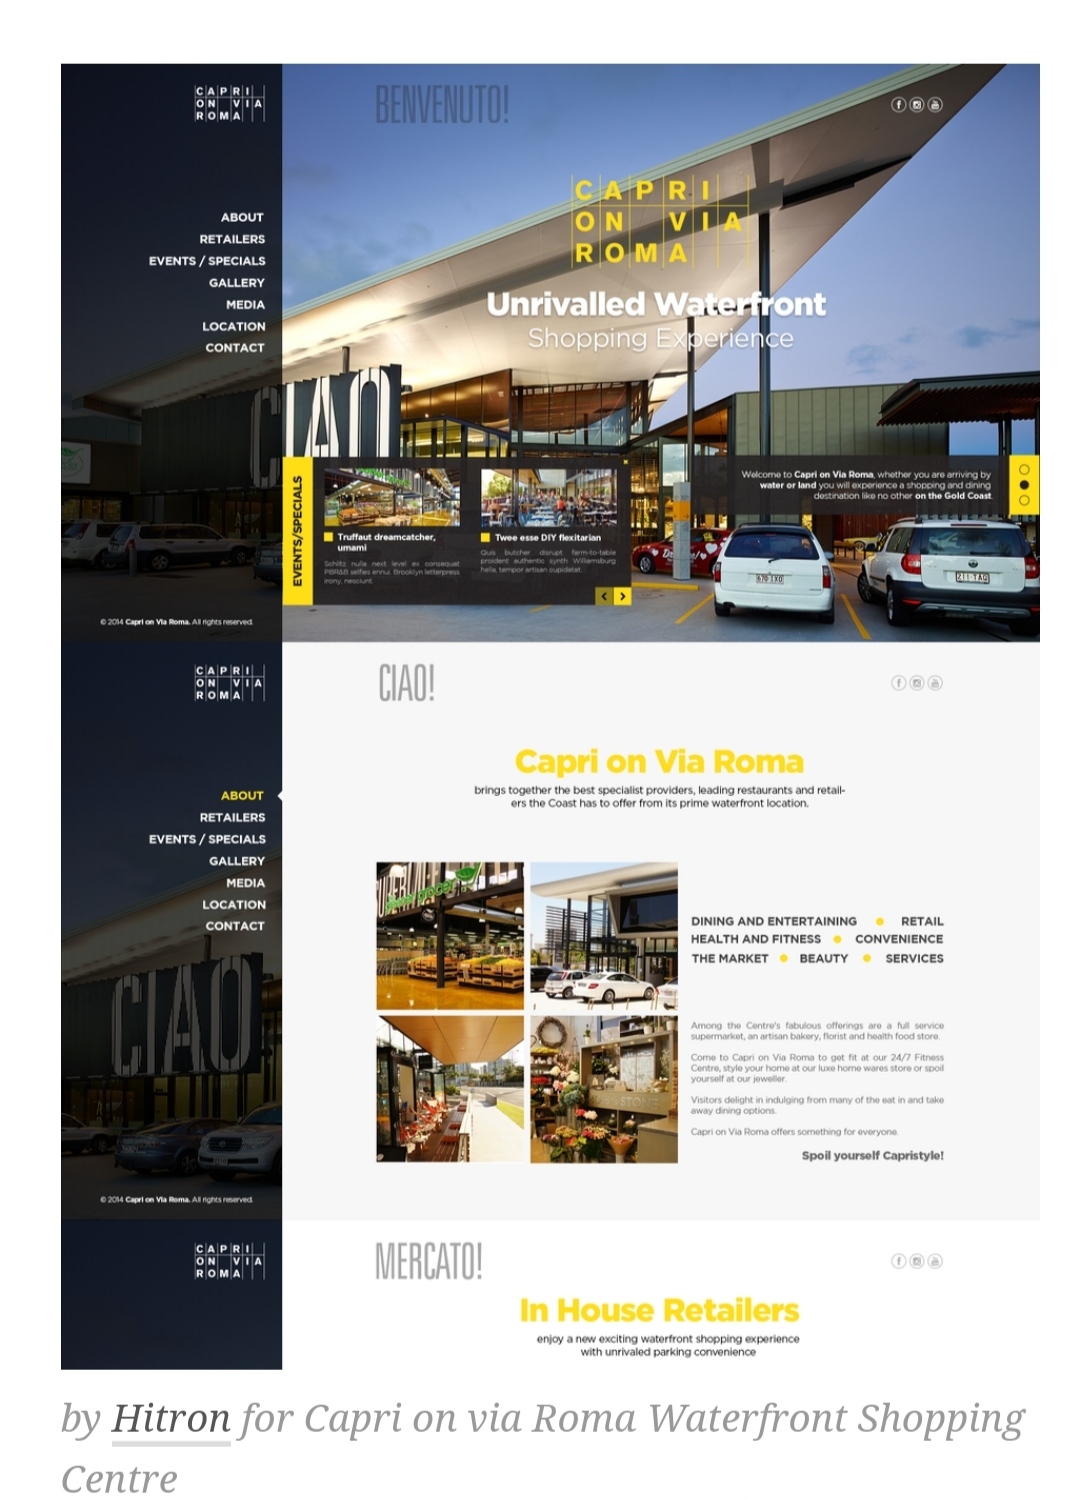 CAPRI
ON VIA
ROMA
BENVENUTO!
ABOUT
RETAILERS
EVENTS / SPECIALS
GALLERY
MEDIA
LOCATION
CONTACT
CAPRI
ON VIA
ROMA
Unrivalled Waterfront
Shopping Experience
CIAO
EVENTS/SPECIALS
Truffaut dreamcatcher,
umami
Schlitz nulla next level ex consequat
PBR&B selfies ennui. Brooklyn letterpress
irony, nesciunt.
Twee esse DIY flexitarian
Quis butcher disrupt farm-to-table
proident authentic synth Williamsburg
hella, tempor artisan cupidatat.
Welcome to Capri on Via Roma, whether you are arriving by
water or land you will experience a shopping and dining
destination like no other on the Gold Coast
© 2014 Capri on Via Roma. All rights reserved.
CAPRI
ON VIA
ROMA
CIAO!
ABOUT
RETAILERS
EVENTS / SPECIALS
GALLERY
MEDIA
LOCATION
CONTACT
CIAO
© 2014 Capri on Via Roma. All rights reserved.
Capri on Via Roma
brings together the best specialist providers, leading restaurants and retail-
ers the Coast has to offer from its prime waterfront location.
DINING AND ENTERTAINING RETAIL
HEALTH AND FITNESS CONVENIENCE
THE MARKET BEAUTY SERVICES
Among the Centre's fabulous offerings are a full service
supermarket, an artisan bakery, florist and health food store.
Come to Capri on Via Roma to get fit at our 24/7 Fitness
Centre, style your home at our luxe home wares store or spoil
yourself at our jeweller.
Visitors delight in indulging from many of the eat in and take
away dining options.
Capri on Via Roma offers something for everyone.
Spoil yourself Capristyle!
CAPRI
ON VIA
ROMA
MERCATO!
In House Retailers
enjoy a new exciting waterfront shopping experience
with unrivaled parking convenience
by Hitron for Capri on via Roma Waterfront Shopping
Centre